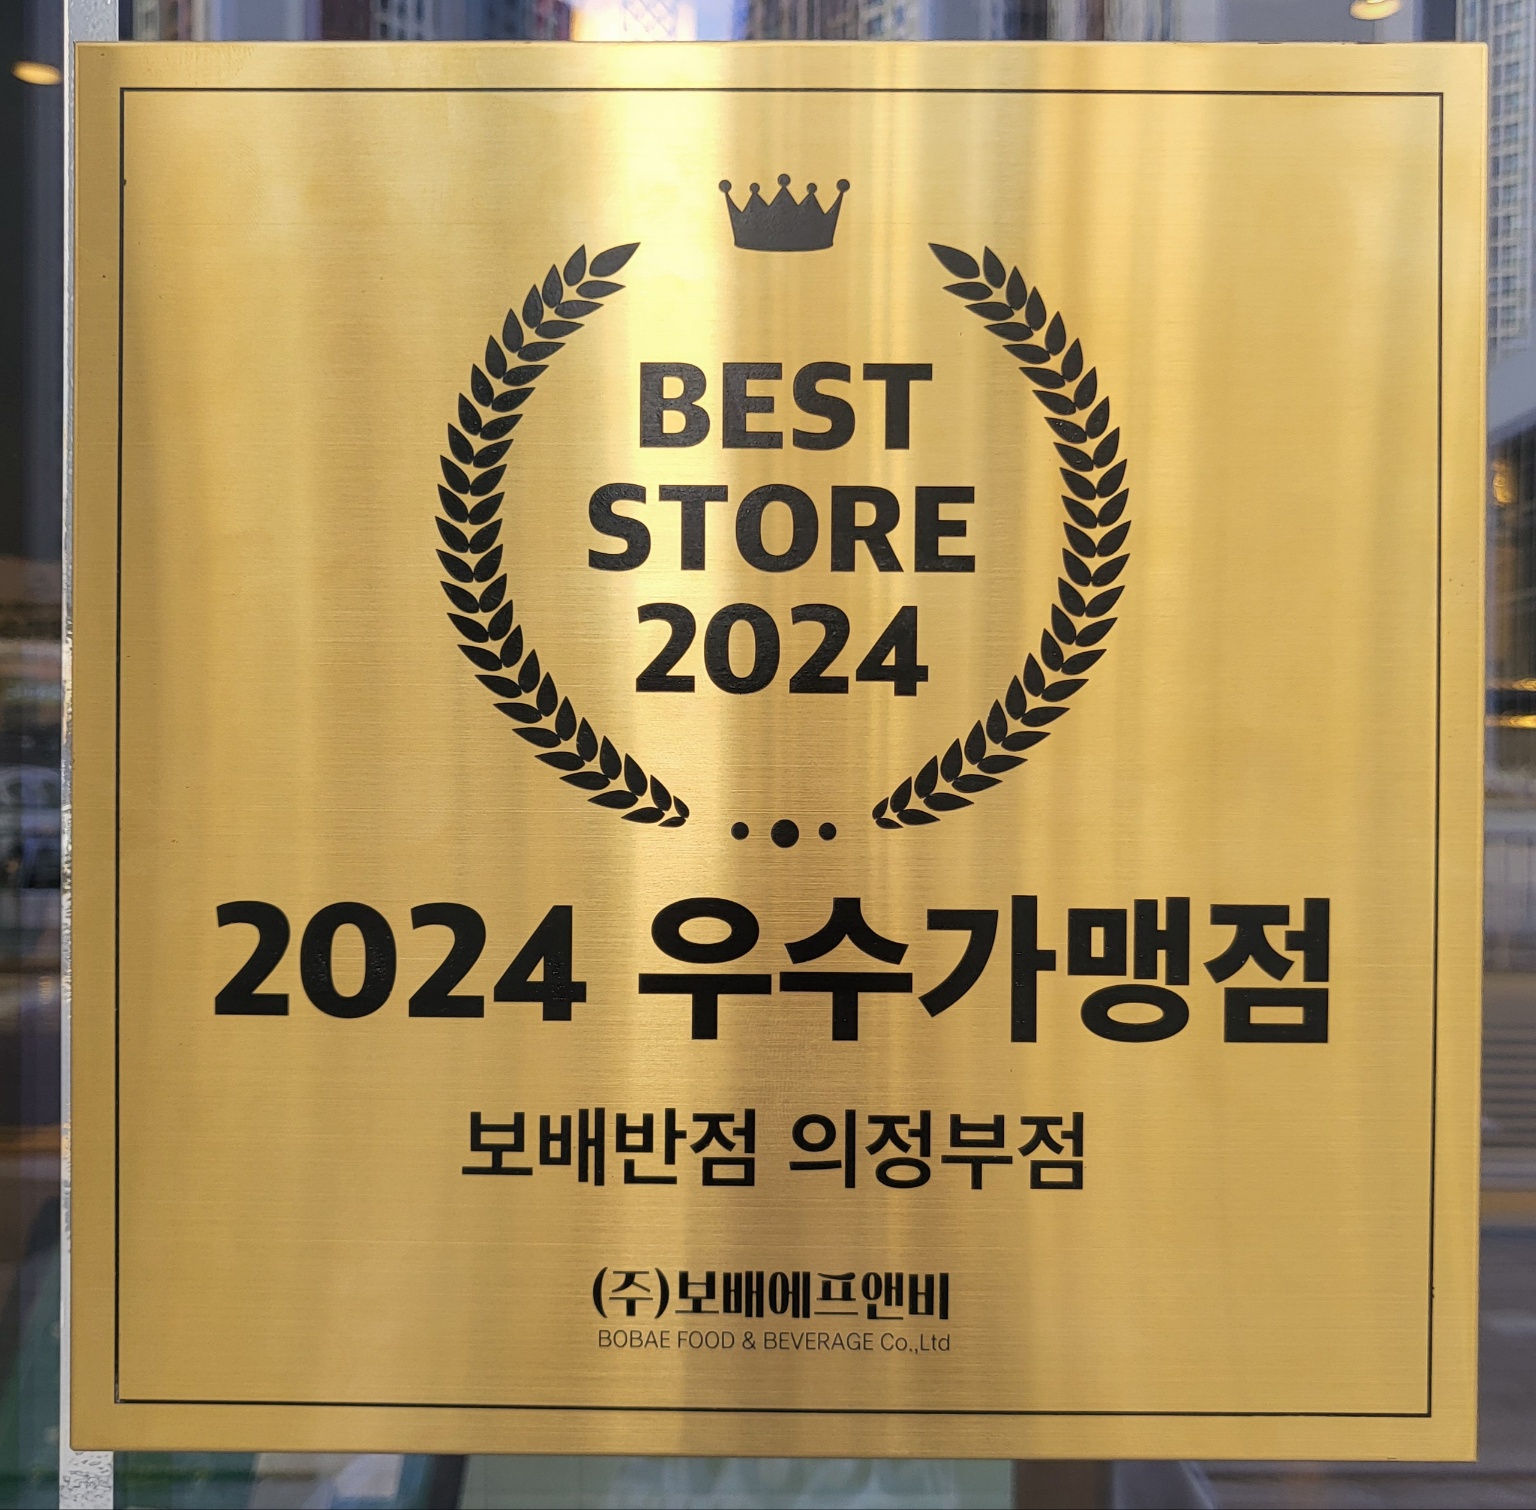 BEST
STORE
2024
2024 우수가맹점
보배반점 의정부점
(주)보배에프앤비
BOBAE FOOD & BEVERAGE Co.,Ltd